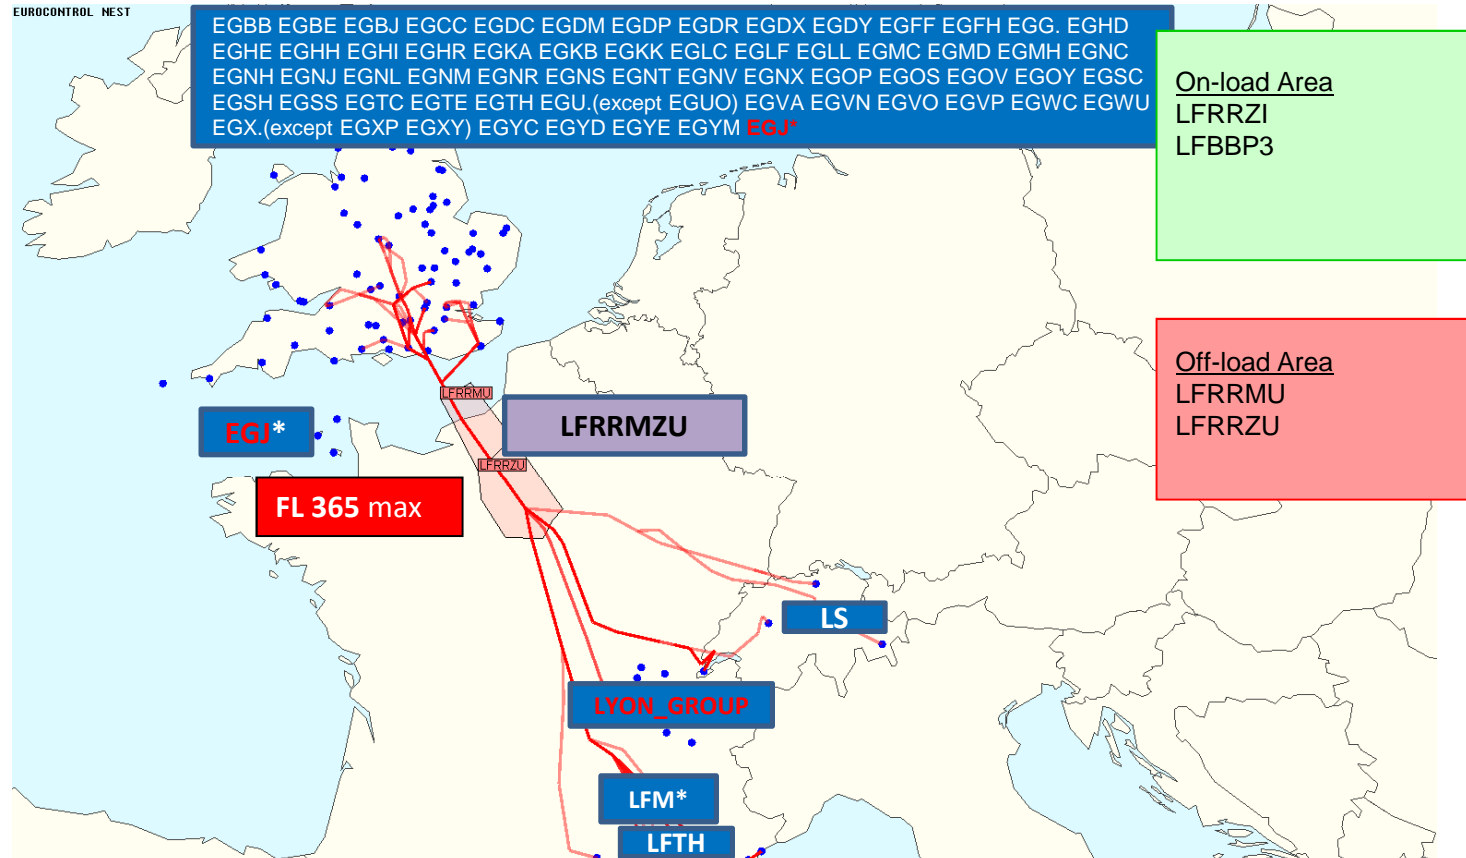 EUROCONTROL NEST
EGBB EGBE EGBJ EGCC EGDC EGDM EGDP EGDR EGDX EGDY EGFF EGFH EGG. EGHD
EGHE EGHH EGHI EGHR EGKA EGKB EGKK EGLC EGLF EGLL EGMC EGMD EGMH EGNC
EGNH EGNJ EGNL EGNM EGNR EGNS EGNT EGNV EGNX EGOP EGOS EGOV EGOY EGSC
EGSH EGSS EGTC EGTE EGTH EGU.(except EGUO) EGVA EGVN EGVO EGVP EGWC EGWU
EGX.(except EGXP EGXY) EGYC EGYD EGYE EGYM EGJ*
On-load Area
LFRRZI
LFBBP3
Off-load Area
LFRRMU
LFRRZU
LFRRMU
EGJ*
LFRRMZU
LFRRZU
FL 365 max
LS
LYON_GROUP
LFM*
LFTH